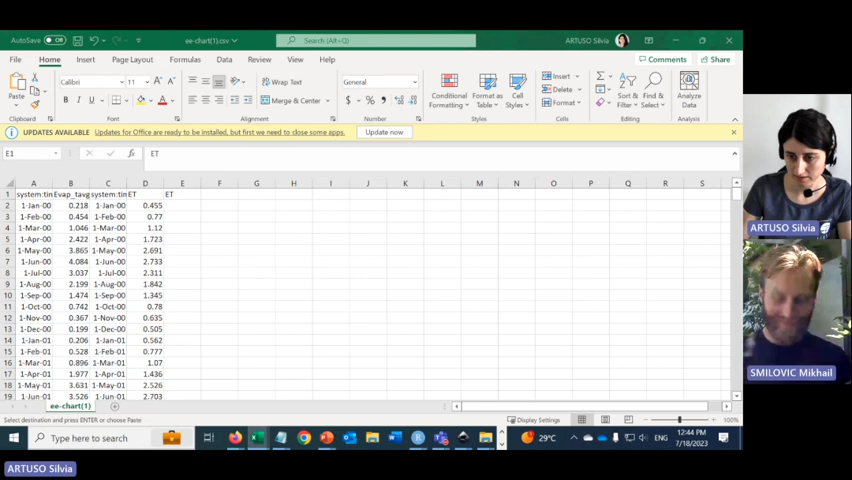 AutoSave Off ee-chart(1).csv Search (Alt+Q) ARTUSO Silvia
File Home Insert Page Layout Formulas Data Review View Help Comments Share
Paste Calibri 11 Wrap Text General Conditional Formatting Format as Table Cell Styles Insert Delete Format Sort & Filter Find & Select Analyze Data
B I U Merge & Center $ %
Clipboard Font Alignment Number Styles Cells Editing Analysis
UPDATES AVAILABLE Updates for Office are ready to be installed, but first we need to close some apps. Update now
E1 fx ET
A B C D E F G H I J K L M N O P Q R S
1 system:tin Evap_tavg system:tin ET ET
2 1-Jan-00 0.218 1-Jan-00 0.455
3 1-Feb-00 0.454 1-Feb-00 0.77
4 1-Mar-00 1.046 1-Mar-00 1.12
5 1-Apr-00 2.422 1-Apr-00 1.723
6 1-May-00 3.865 1-May-00 2.691
7 1-Jun-00 4.084 1-Jun-00 2.733
8 1-Jul-00 3.037 1-Jul-00 2.311
9 1-Aug-00 2.199 1-Aug-00 1.842
10 1-Sep-00 1.474 1-Sep-00 1.345
11 1-Oct-00 0.742 1-Oct-00 0.78
12 1-Nov-00 0.367 1-Nov-00 0.635
13 1-Dec-00 0.199 1-Dec-00 0.505
14 1-Jan-01 0.206 1-Jan-01 0.562
15 1-Feb-01 0.528 1-Feb-01 0.777
16 1-Mar-01 0.896 1-Mar-01 1.07
17 1-Apr-01 1.977 1-Apr-01 1.436
18 1-May-01 3.631 1-May-01 2.526
19 1-Jun-01 3.526 1-Jun-01 2.703
ee-chart(1)
Select destination and press ENTER or choose Paste Display Settings 100%
Type here to search 29°C ENG 12:44 PM 7/18/2023
ARTUSO Silvia
SMILOVIC Mikhail
ARTUSO Silvia